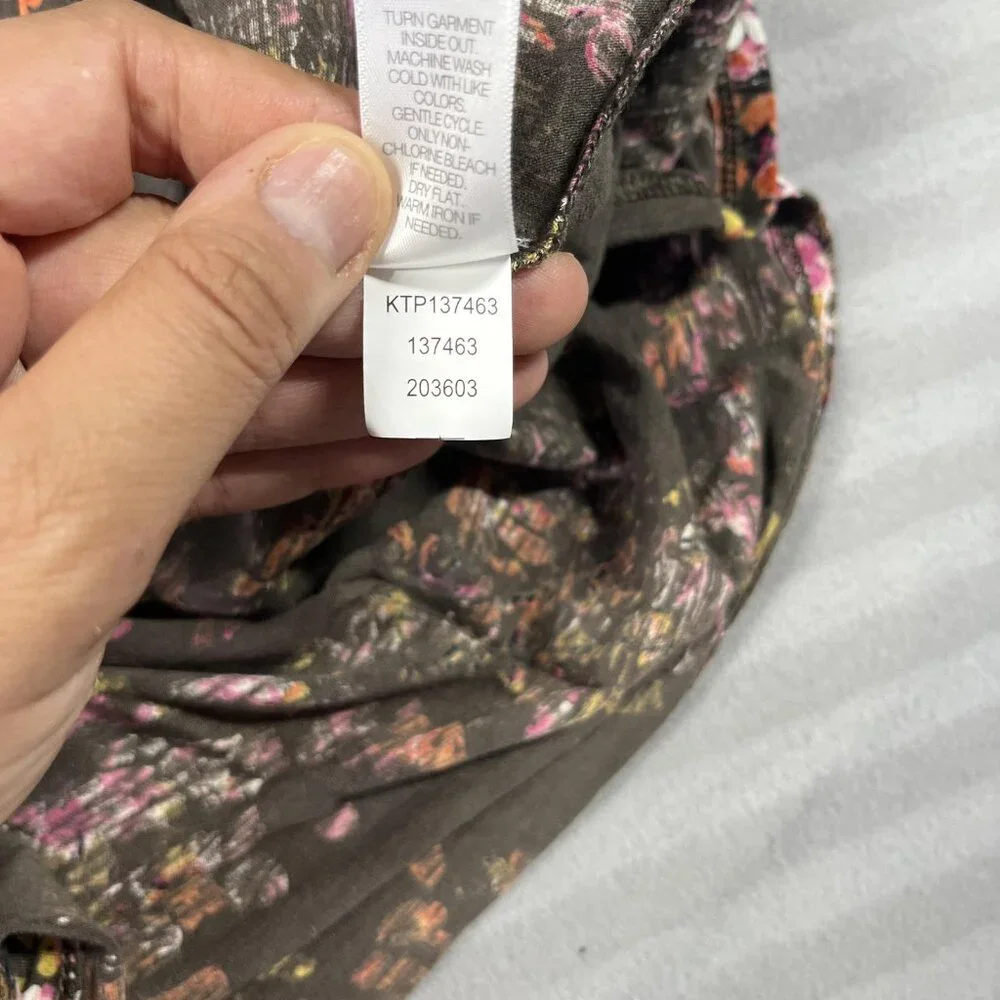 TURN GARMENT
INSIDE OUT.
MACHINE WASH
COLD WITH LIKE
COLORS.
GENTLE CYCLE.
ONLY NON-
CHLORINE BLEACH
IF NEEDED.
DRY FLAT.
WARM IRON IF
NEEDED.
KTP137463
137463
203603